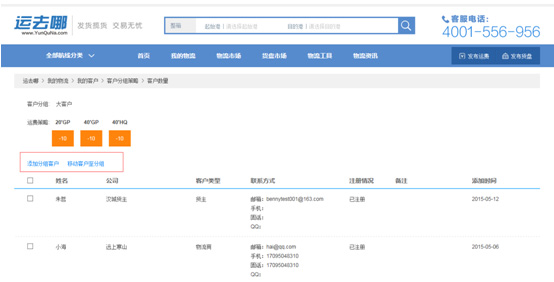 运去哪
www.YunQuNa.com
发货揽货 交易无忧
整箱 起始港 | 请选择起始港 目的港 | 请选择目的港
客服电话:
4001-556-956
全部航线分类 首页 我的物流 物流市场 货盘市场 物流工具 物流资讯 发布运费 发布货盘
运去哪 > 我的物流 > 我的客户 > 客户分组策略 > 客户数量
客户分组 大客户
运费策略 20'GP 40'GP 40'HQ
-10 -10 -10
添加分组客户 移动客户至分组
姓名 公司 客户类型 联系方式 注册情况 备注 添加时间
朱哲 货主 邮箱: bennytest001@163.com 已注册 2015-05-12
手机:
固话:
QQ:
小海 远上寒山 物流商 邮箱: hai@qq.com 已注册 2015-05-06
手机: 17095048310
固话: 17095048310
QQ: